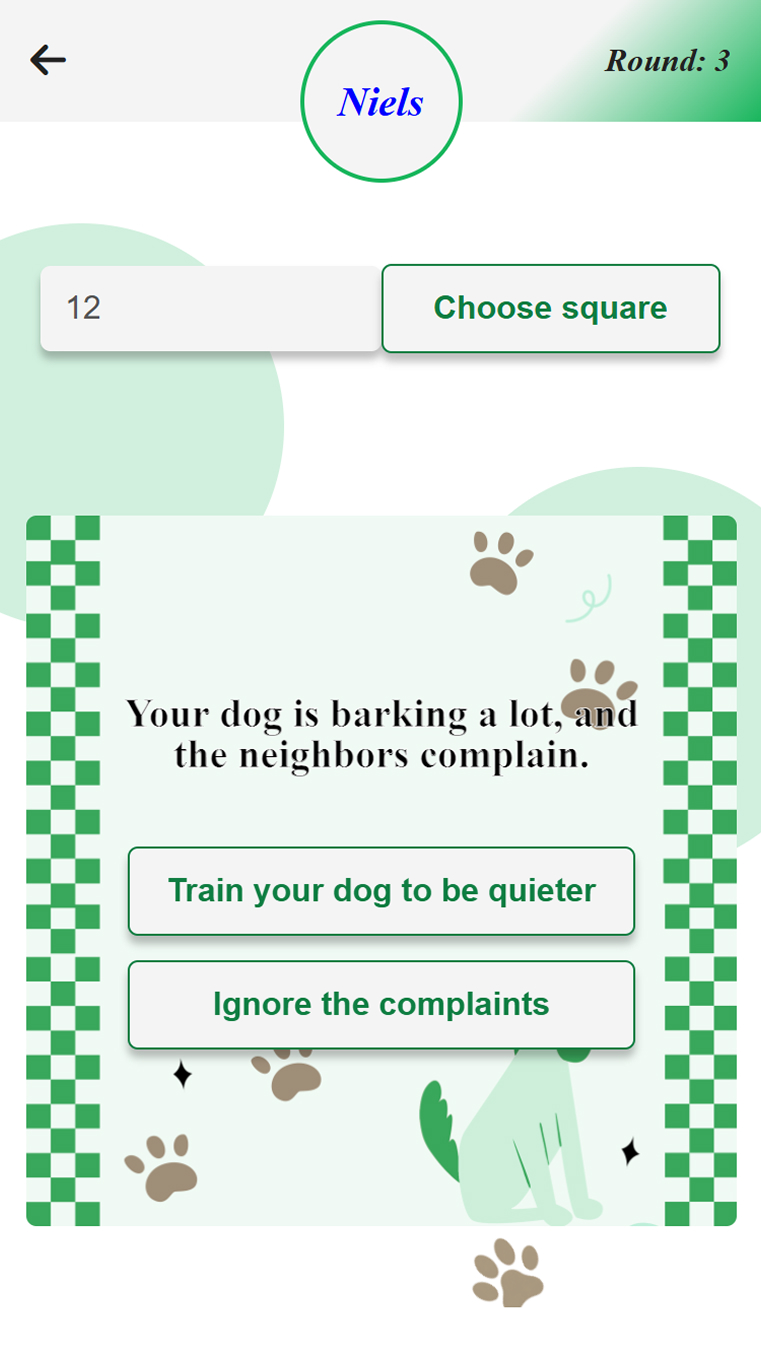 Niels
Round: 3
12
Choose square
Your dog is barking a lot, and
the neighbors complain.
Train your dog to be quieter
Ignore the complaints